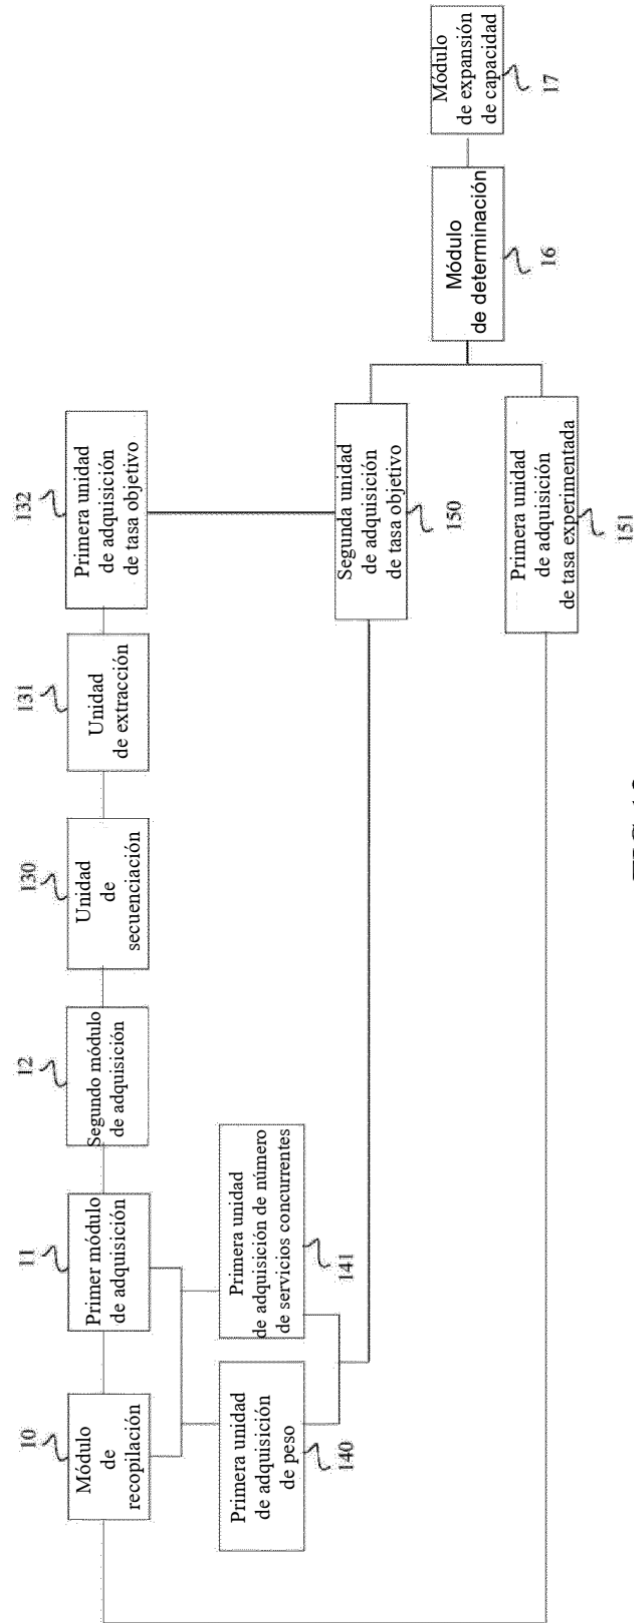 10
Módulo
de
recopilación
11
Primer módulo
de adquisición
12
Segundo módulo
de adquisición
130
Unidad
de
secuenciación
131
Unidad
de extracción
132
Primera unidad
de adquisición
de tasa objetivo
Primera unidad
de adquisición
de peso
140
Primera unidad
de adquisición de número
de servicios concurrentes
141
Segunda unidad
de adquisición
de tasa objetivo
150
Primera unidad
de adquisición
de tasa experimentada
151
Módulo
de determinación
16
Módulo
de expansión
de capacidad
17